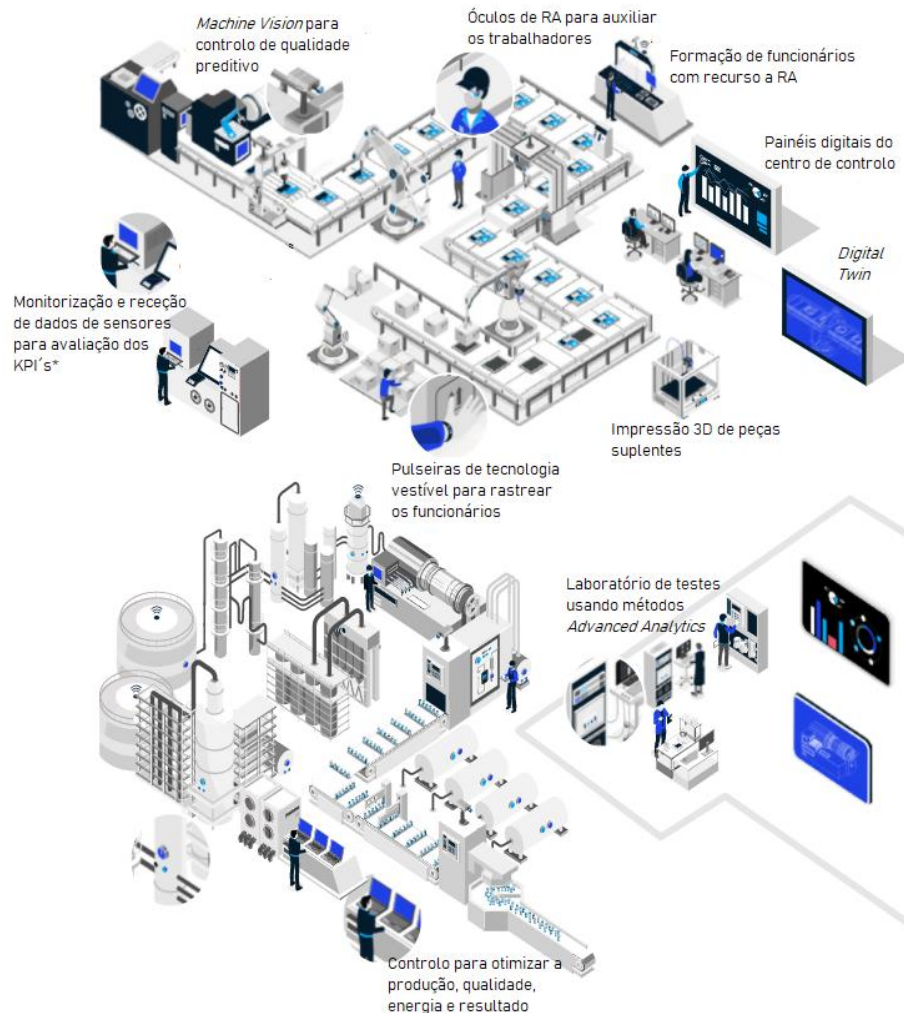 Machine Vision para
controlo de qualidade
preditivo
Óculos de RA para auxiliar
os trabalhadores
Formação de funcionários
com recurso a RA
Painéis digitais do
centro de controlo
Digital
Twin
Monitorização e receção
de dados de sensores
para avaliação dos
KPI´s*
Impressão 3D de peças
suplentes
Pulseiras de tecnologia
vestível para rastrear
os funcionários
Laboratório de testes
usando métodos
Advanced Analytics
Controlo para otimizar a
produção, qualidade,
energia e resultado